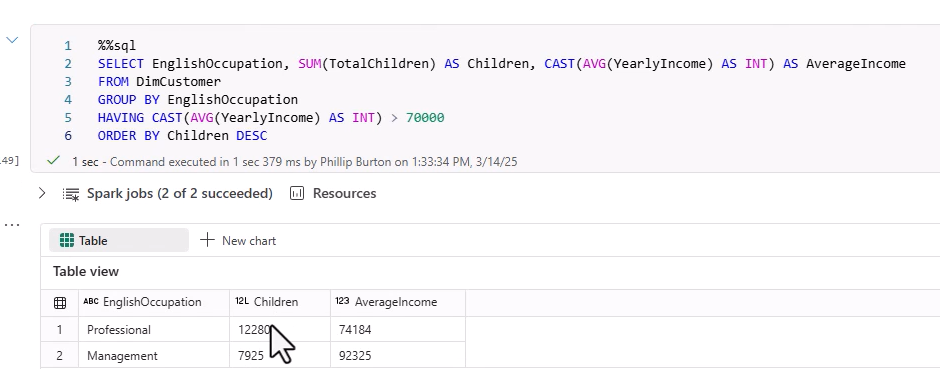 1 %%sql
2 SELECT EnglishOccupation, SUM(TotalChildren) AS Children, CAST(AVG(YearlyIncome) AS INT) AS AverageIncome
3 FROM DimCustomer
4 GROUP BY EnglishOccupation
5 HAVING CAST(AVG(YearlyIncome) AS INT) > 70000
6 ORDER BY Children DESC
49] 1 sec - Command executed in 1 sec 379 ms by Phillip Burton on 1:33:34 PM, 3/14/25
Spark jobs (2 of 2 succeeded) Resources
Table New chart
Table view
ABC EnglishOccupation 12L Children 123 AverageIncome
1 Professional 12280 74184
2 Management 7925 92325